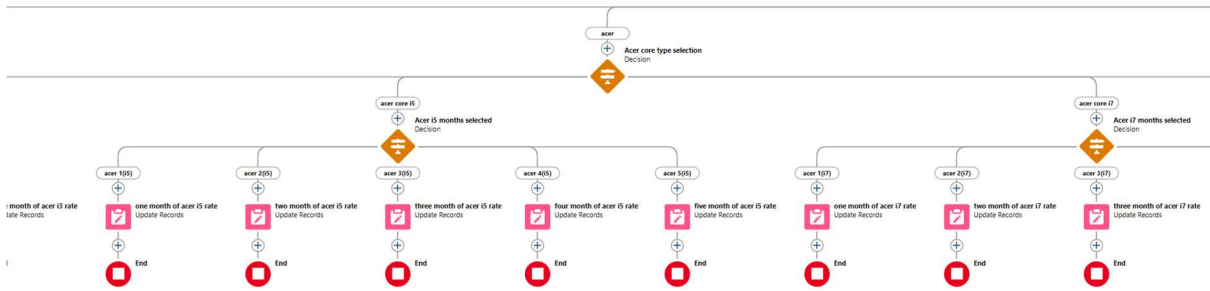 acer
Acer core type selection
Decision
acer core i5
Acer i5 months selected
Decision
acer core i7
Acer i7 months selected
Decision
acer 1(i5)
acer 2(i5)
acer 3(i5)
acer 4(i5)
acer 5(i5)
acer 1(i7)
acer 2(i7)
acer 3(i7)
month of acer i3 rate
Records
one month of acer i5 rate
Update Records
two month of acer i5 rate
Update Records
three month of acer i5 rate
Update Records
four month of acer i5 rate
Update Records
five month of acer i5 rate
Update Records
one month of acer i7 rate
Update Records
two month of acer i7 rate
Update Records
three month of acer i7 rate
Update Records
End
End
End
End
End
End
End
End